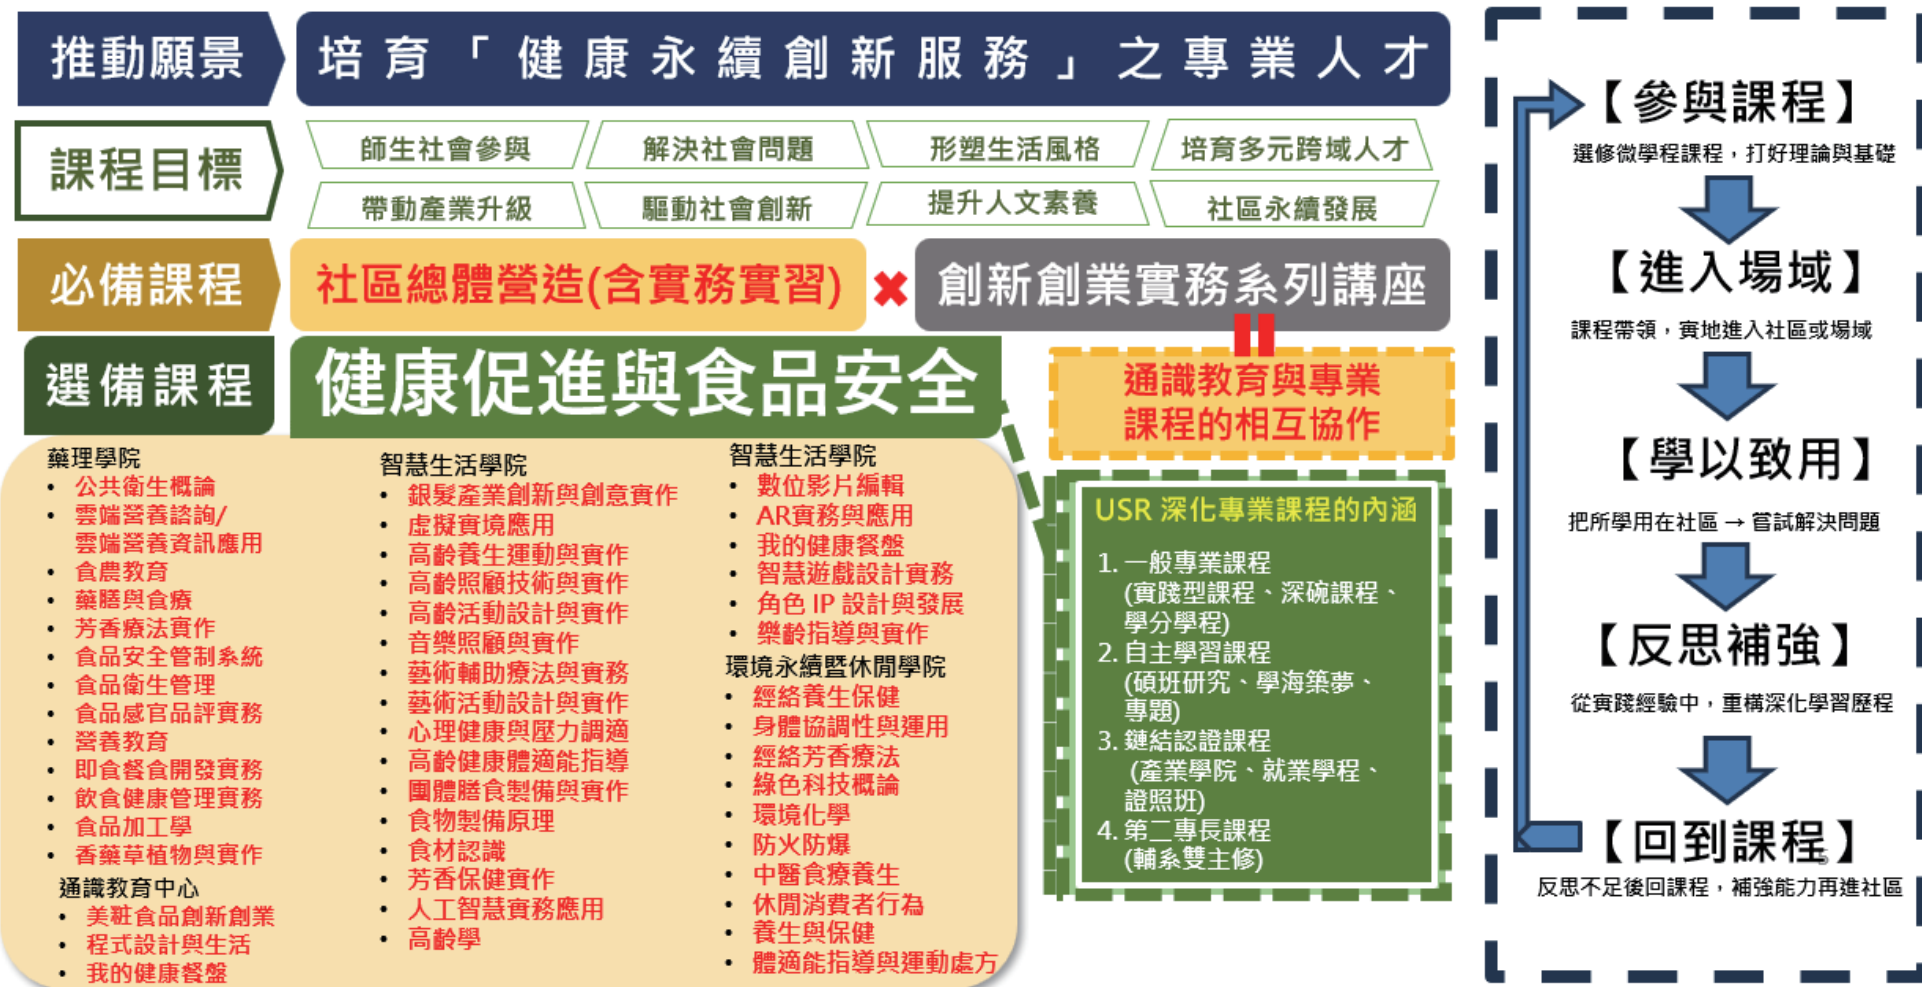 推動願景
培育「健康永續創新服務」之專業人才
課程目標
師生社會參與
解決社會問題
形塑生活風格
培育多元跨域人才
帶動產業升級
驅動社會創新
提升人文素養
社區永續發展
必備課程
社區總體營造(含實務實習)
✖
創新創業實務系列講座
選備課程
健康促進與食品安全
通識教育與專業
課程的相互協作
藥理學院
• 公共衛生概論
• 雲端營養諮詢/
雲端營養資訊應用
• 食農教育
• 藥膳與食療
• 芳香療法實作
• 食品安全管制系統
• 食品衛生管理
• 食品感官品評實務
• 營養教育
• 即食餐食開發實務
• 飲食健康管理實務
• 食品加工學
• 香藥草植物與實作
通識教育中心
• 美粧食品創新創業
• 程式設計與生活
• 我的健康餐盤
智慧生活學院
• 銀髮產業創新與創意實作
• 虛擬實境應用
• 高齡養生運動與實作
• 高齡照顧技術與實作
• 高齡活動設計與實作
• 音樂照顧與實作
• 藝術輔助療法與實務
• 藝術活動設計與實作
• 心理健康與壓力調適
• 高齡健康體適能指導
• 團體膳食製備與實作
• 食物製備原理
• 食材認識
• 芳香保健實作
• 人工智慧實務應用
• 高齡學
智慧生活學院
• 數位影片編輯
• AR實務與應用
• 我的健康餐盤
• 智慧遊戲設計實務
• 角色 IP 設計與發展
• 樂齡指導與實作
環境永續暨休閒學院
• 經絡養生保健
• 身體協調性與運用
• 經絡芳香療法
• 綠色科技概論
• 環境化學
• 防火防爆
• 中醫食療養生
• 休閒消費者行為
• 養生與保健
• 體適能指導與運動處方
USR 深化專業課程的內涵
1. 一般專業課程
(實踐型課程、深碗課程、
學分學程)
2. 自主學習課程
(碩班研究、學海築夢、
專題)
3. 鏈結認證課程
(產業學院、就業學程、
證照班)
4. 第二專長課程
(輔系雙主修)
【參與課程】
選修微學程課程，打好理論與基礎
【進入場域】
課程帶領，實地進入社區或場域
【學以致用】
把所學用在社區 → 嘗試解決問題
【反思補強】
從實踐經驗中，重構深化學習歷程
【回到課程】
5
反思不足後回課程，補強能力再進社區